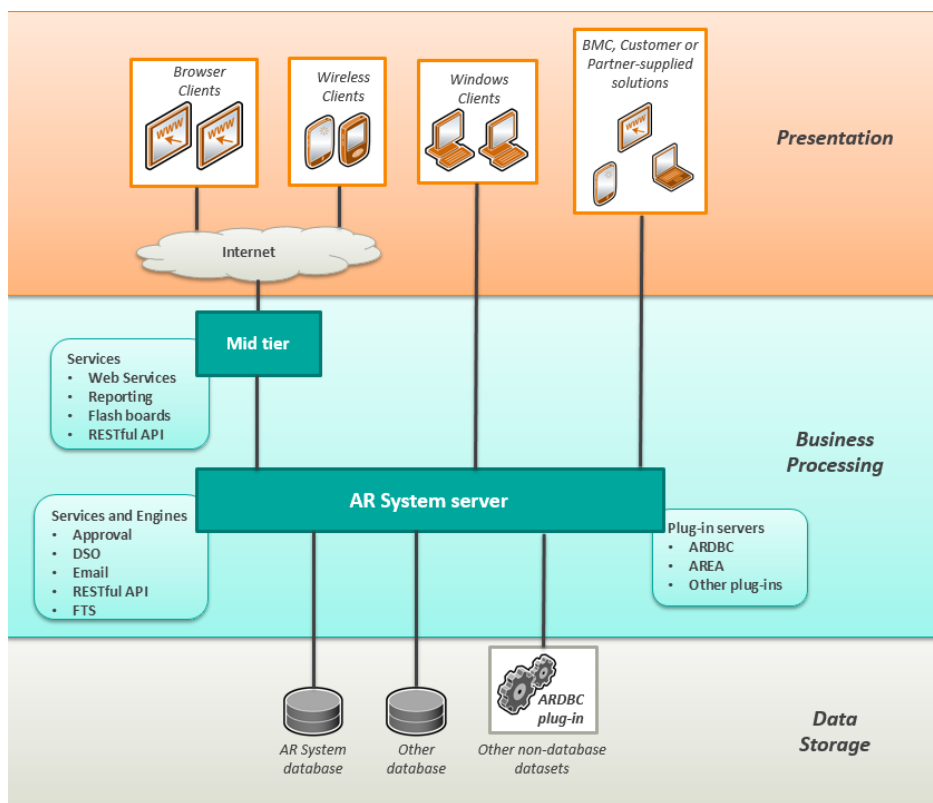 Browser
Clients
WWW
WWW
Wireless
Clients
Windows
Clients
BMC, Customer or
Partner-supplied
solutions
WWW
Presentation
Internet
Mid tier
Services
• Web Services
• Reporting
• Flash boards
• RESTful API
Business
Processing
AR System server
Services and Engines
• Approval
• DSO
• Email
• RESTful API
• FTS
Plug-in servers
• ARDBC
• AREA
• Other plug-ins
ARDBC
plug-in
AR System
database
Other
database
Other non-database
datasets
Data
Storage